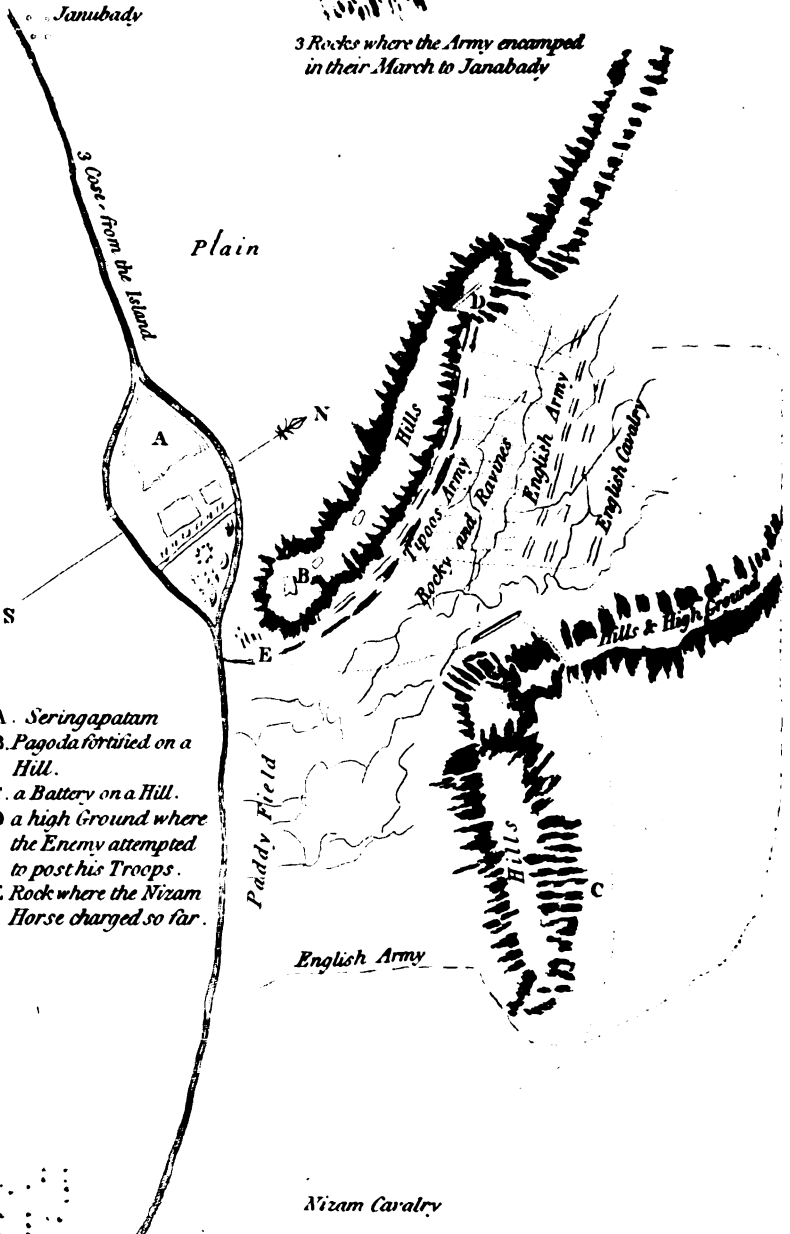 Janubady
3 Rocks where the Army encamped
in their March to Janabady
3 Cose from the Island
Plain
D
A
N
Hills
English Army
English Cavalry
Tipoos Army
Rocky and Ravines
B
S
E
Hills & High Ground
A. Seringapatam
B. Pagoda fortified on a
Hill.
. a Battery on a Hill.
D a high Ground where
the Enemy attempted
to post his Troops.
E Rock where the Nizam
Horse charged so far.
Paddy Field
Hills
C
English Army
Nizam Cavalry